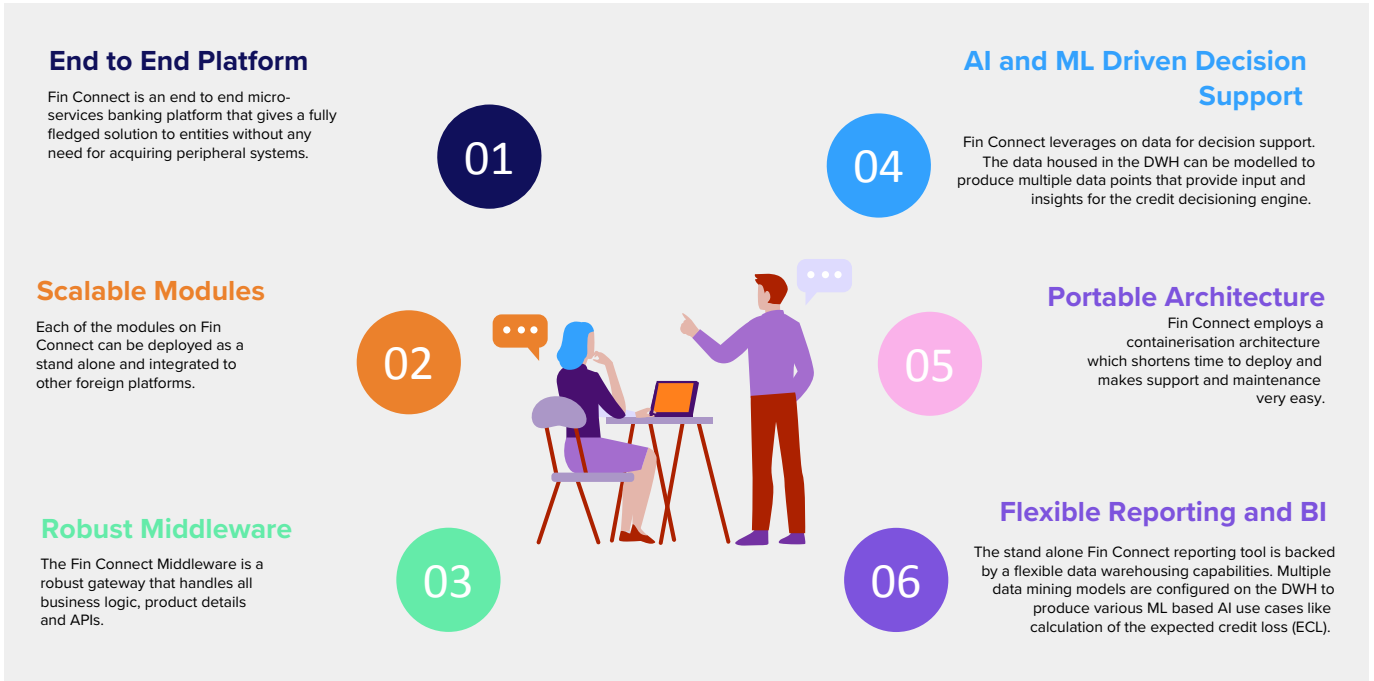 End to End Platform
Fin Connect is an end to end micro-
services banking platform that gives a fully
fledged solution to entities without any
need for acquiring peripheral systems.
01
Scalable Modules
Each of the modules on Fin
Connect can be deployed as a
stand alone and integrated to
other foreign platforms.
02
Robust Middleware
The Fin Connect Middleware is a
robust gateway that handles all
business logic, product details
and APIs.
03
AI and ML Driven Decision
Support
Fin Connect leverages on data for decision support.
The data housed in the DWH can be modelled to
produce multiple data points that provide input and
insights for the credit decisioning engine.
04
Portable Architecture
Fin Connect employs a
containerisation architecture
which shortens time to deploy and
makes support and maintenance
very easy.
05
Flexible Reporting and BI
The stand alone Fin Connect reporting tool is backed
by a flexible data warehousing capabilities. Multiple
data mining models are configured on the DWH to
produce various ML based AI use cases like
calculation of the expected credit loss (ECL).
06